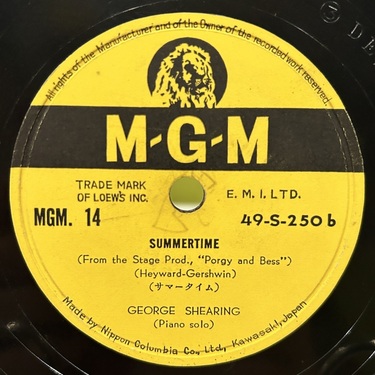 All rights of the Manufacturer and of the Owner of the recorded work reserved.
M-G-M
TRADE MARK
OF LOEW'S INC.
E. M. I. LTD.
MGM. 14
49-S-250 b
SUMMERTIME
(From the Stage Prod., "Porgy and Bess")
(Heyward-Gershwin)
(サマータイム)
GEORGE SHEARING
(Piano solo)
Made by Nippon Columbia Co., Ltd., Kawasaki, Japan